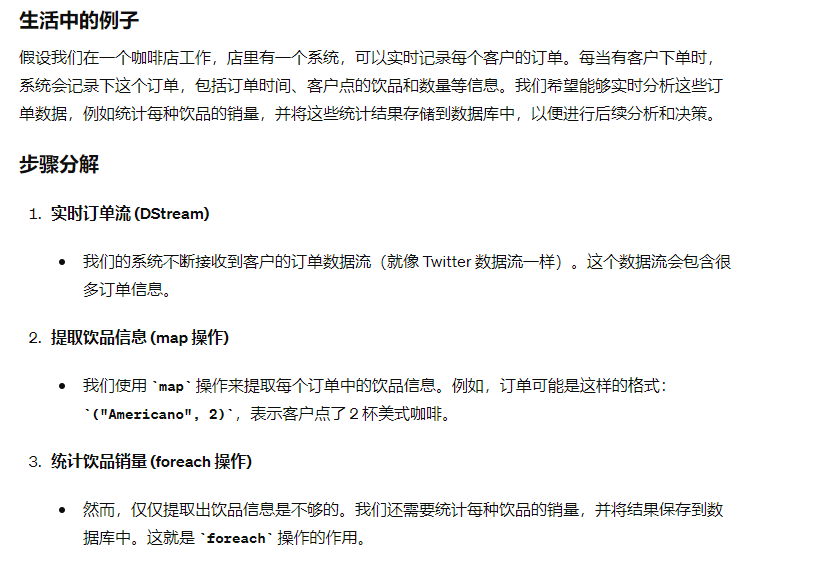 生活中的例子
假设我们在一个咖啡店工作，店里有一个系统，可以实时记录每个客户的订单。每当有客户下单时，
系统会记录下这个订单，包括订单时间、客户点的饮品和数量等信息。我们希望能够实时分析这些订
单数据，例如统计每种饮品的销量，并将这些统计结果存储到数据库中，以便进行后续分析和决策。
步骤分解
1. 实时订单流 (DStream)
• 我们的系统不断接收到客户的订单数据流（就像 Twitter 数据流一样）。这个数据流会包含很
多订单信息。
2. 提取饮品信息 (map 操作)
• 我们使用 `map` 操作来提取每个订单中的饮品信息。例如，订单可能是这样的格式：
`("Americano", 2)`，表示客户点了 2 杯美式咖啡。
3. 统计饮品销量 (foreach 操作)
• 然而，仅仅提取出饮品信息是不够的。我们还需要统计每种饮品的销量，并将结果保存到数
据库中。这就是 `foreach` 操作的作用。